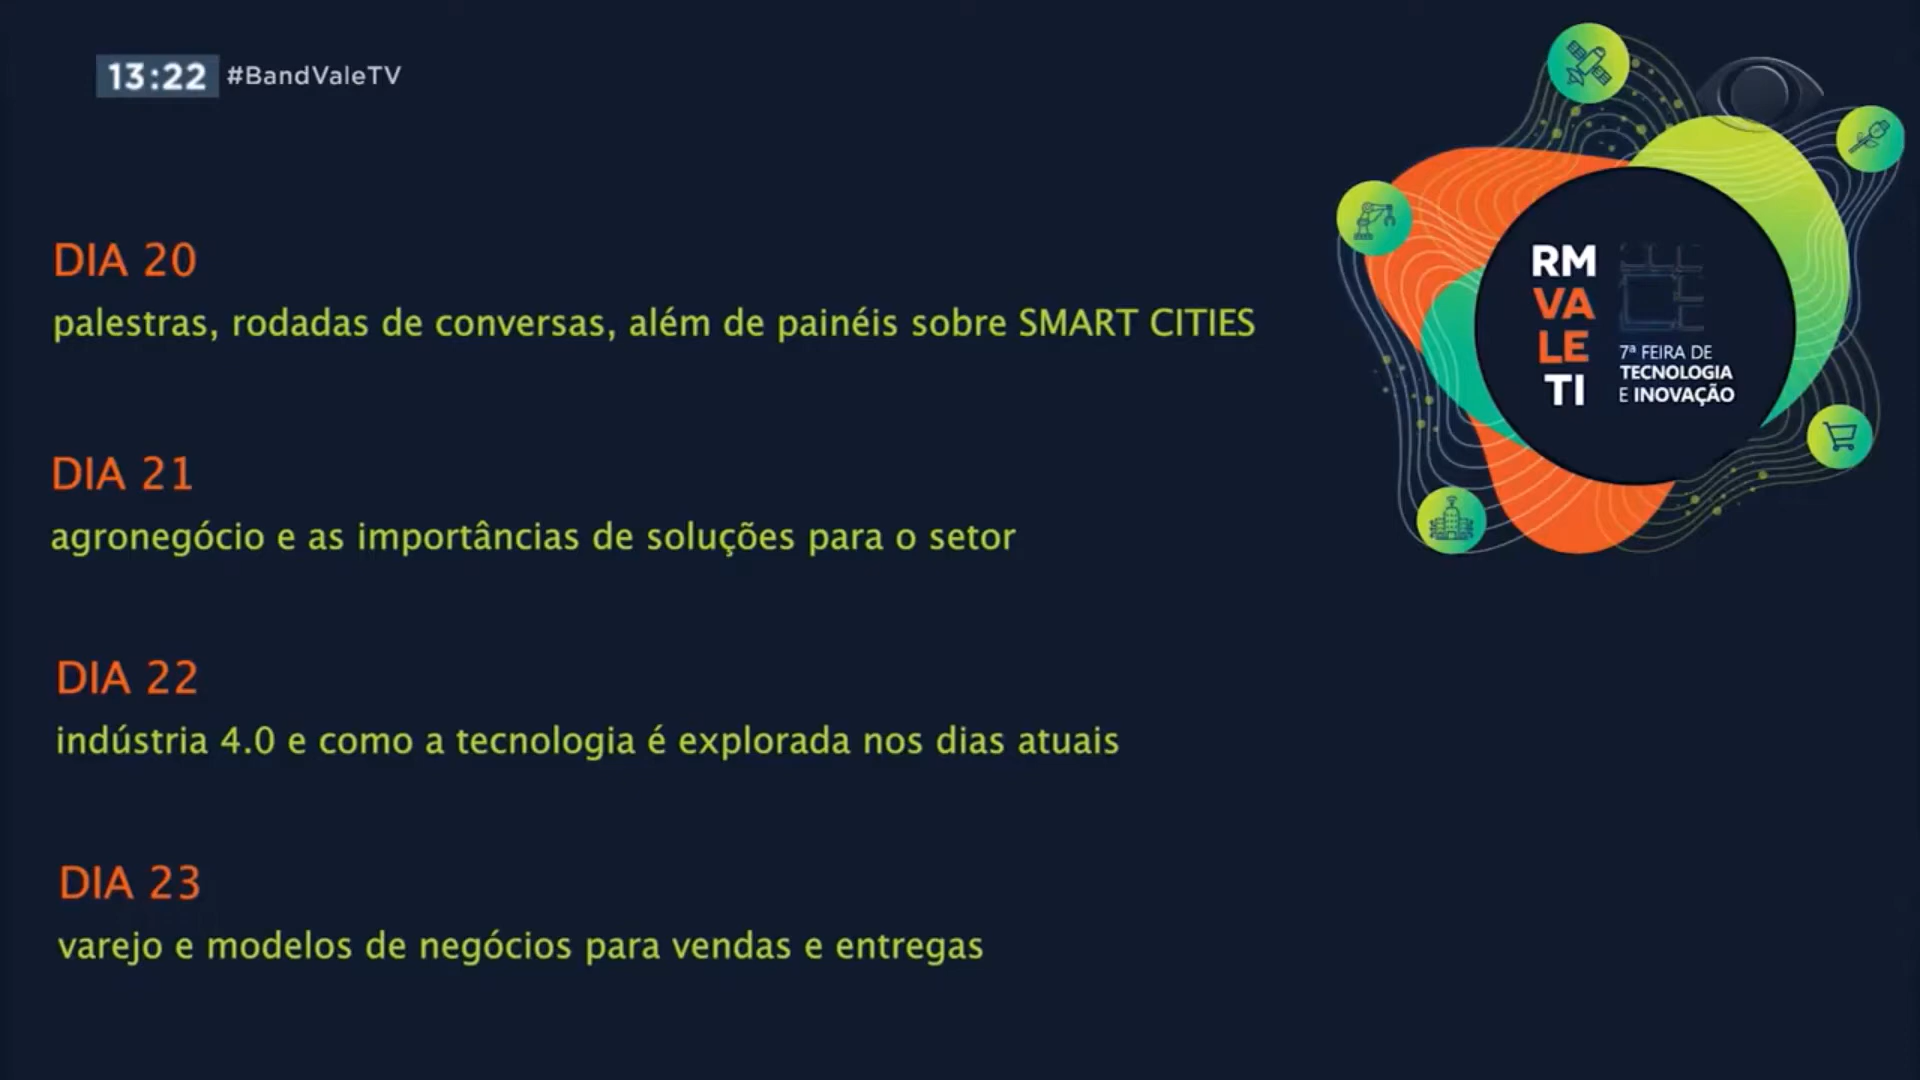 13:22 #BandValeTV
DIA 20
palestras, rodadas de conversas, além de painéis sobre SMART CITIES
DIA 21
agronegócio e as importâncias de soluções para o setor
DIA 22
indústria 4.0 e como a tecnologia é explorada nos dias atuais
DIA 23
varejo e modelos de negócios para vendas e entregas
RM
VA
LE
TI
7ª FEIRA DE
TECNOLOGIA
E INOVAÇÃO